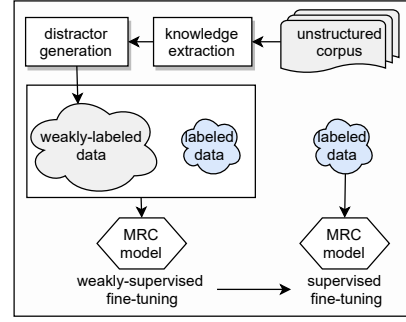 distractor
generation
knowledge
extraction
unstructured
corpus
weakly-labeled
data
labeled
data
labeled
data
MRC
model
MRC
model
weakly-supervised
fine-tuning
supervised
fine-tuning